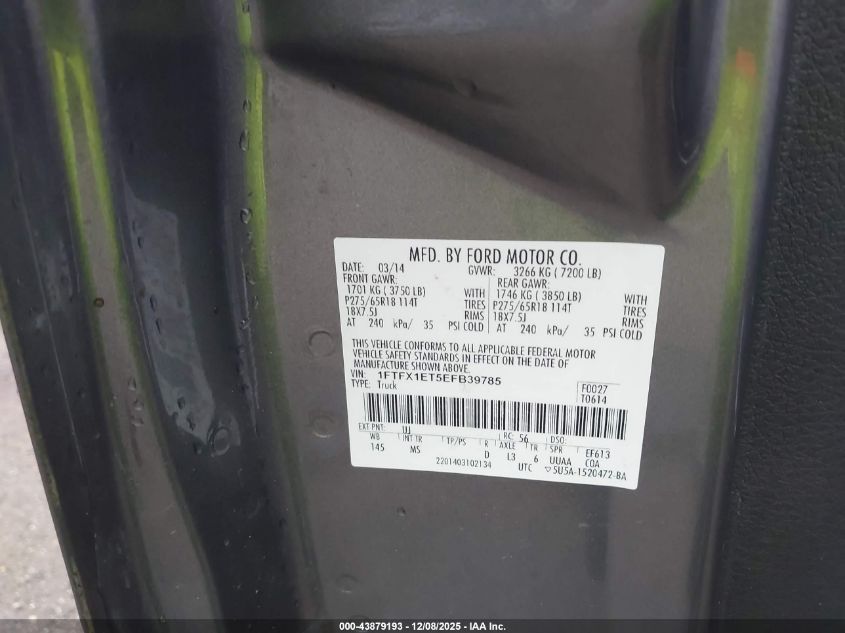 MFD. BY FORD MOTOR CO.
DATE: 03/14 GVWR: 3266 KG ( 7200 LB)
FRONT GAWR: REAR GAWR:
1701 KG ( 3750 LB) WITH 1746 KG ( 3850 LB) WITH
P275/65R18 114T TIRES P275/65R18 114T TIRES
18X7.5J RIMS 18X7.5J RIMS
AT 240 kPa/ 35 PSI COLD AT 240 kPa/ 35 PSI COLD
THIS VEHICLE CONFORMS TO ALL APPLICABLE FEDERAL MOTOR
VEHICLE SAFETY STANDARDS IN EFFECT ON THE DATE OF
MANUFACTURE SHOWN ABOVE.
VIN: 1FTFX1ET5EFB39785 F0027
TYPE: Truck T0614
EXT PNT: UJ RC: 56 DSO:
WB INT TR TP/PS R AXLE TR SPR EF613
145 MS D L3 6 UUAA COA
2201403102134 UTC ▽5U5A-1520472-BA
000-43879193 - 12/08/2025 - IAA Inc.